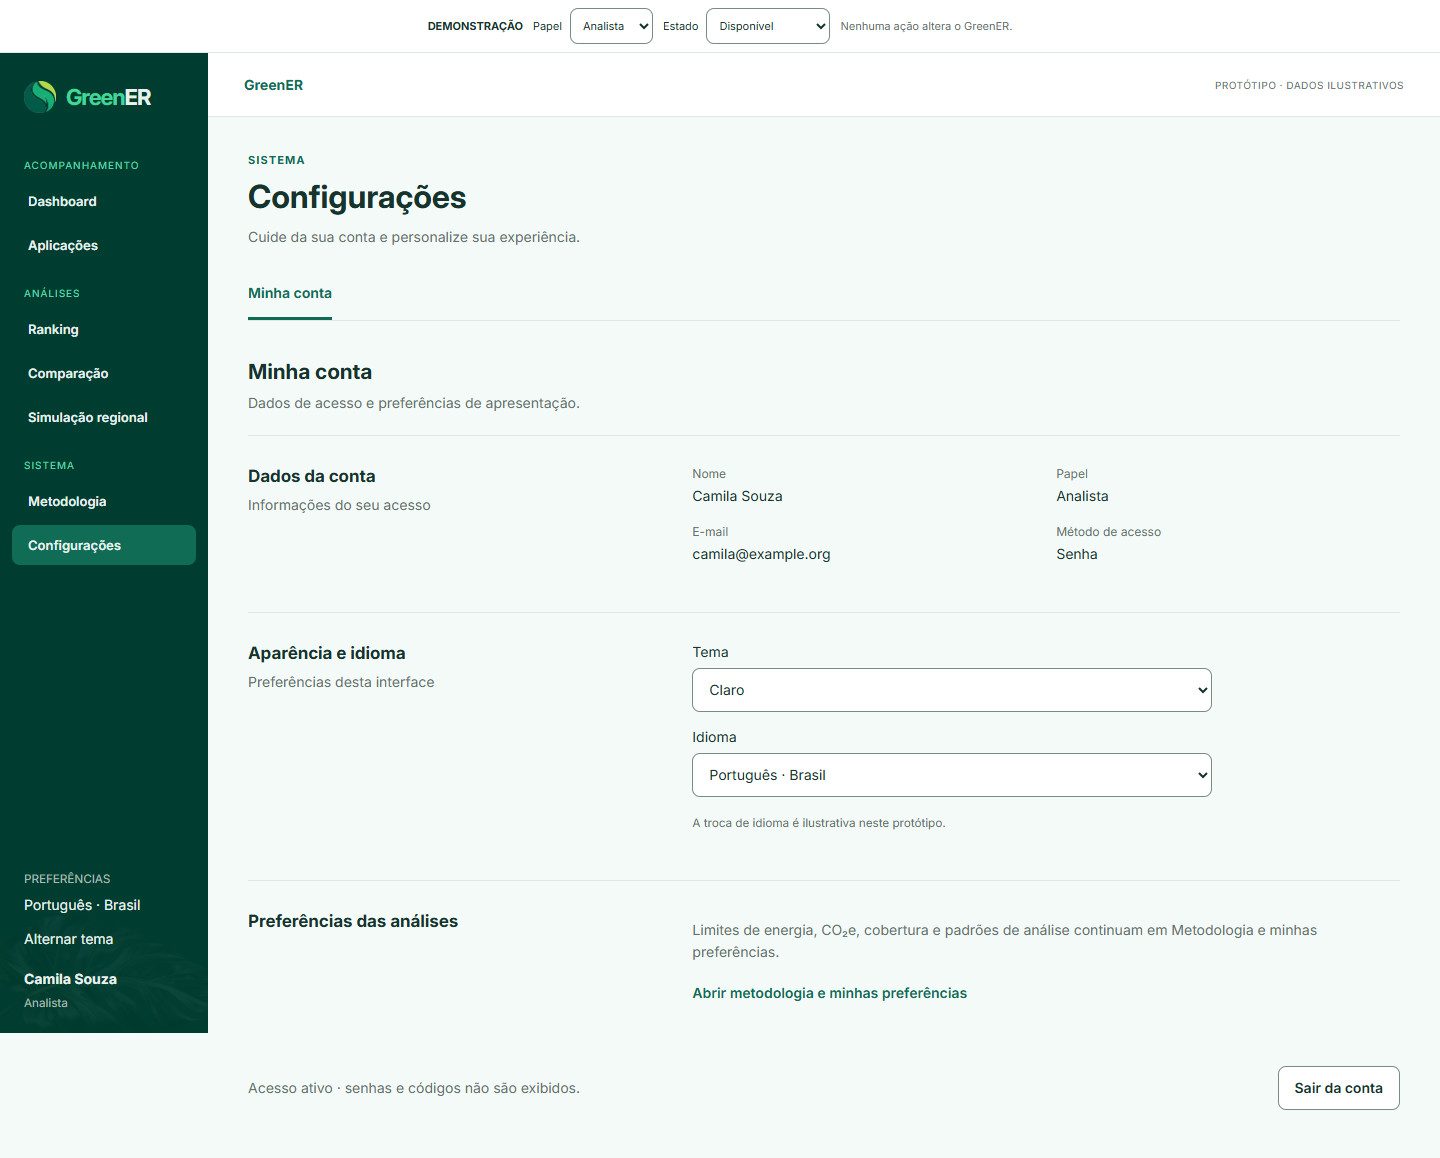 DEMONSTRAÇÃO Papel Analista Estado Disponível Nenhuma ação altera o GreenER.
GreenER
ACOMPANHAMENTO
Dashboard
Aplicações
ANÁLISES
Ranking
Comparação
Simulação regional
SISTEMA
Metodologia
Configurações
PREFERÊNCIAS
Português · Brasil
Alternar tema
Camila Souza
Analista
GreenER
PROTÓTIPO · DADOS ILUSTRATIVOS
SISTEMA
Configurações
Cuide da sua conta e personalize sua experiência.
Minha conta
Minha conta
Dados de acesso e preferências de apresentação.
Dados da conta
Informações do seu acesso
Nome
Camila Souza
Papel
Analista
E-mail
camila@example.org
Método de acesso
Senha
Aparência e idioma
Preferências desta interface
Tema
Claro
Idioma
Português · Brasil
A troca de idioma é ilustrativa neste protótipo.
Preferências das análises
Limites de energia, CO₂e, cobertura e padrões de análise continuam em Metodologia e minhas
preferências.
Abrir metodologia e minhas preferências
Acesso ativo · senhas e códigos não são exibidos.
Sair da conta